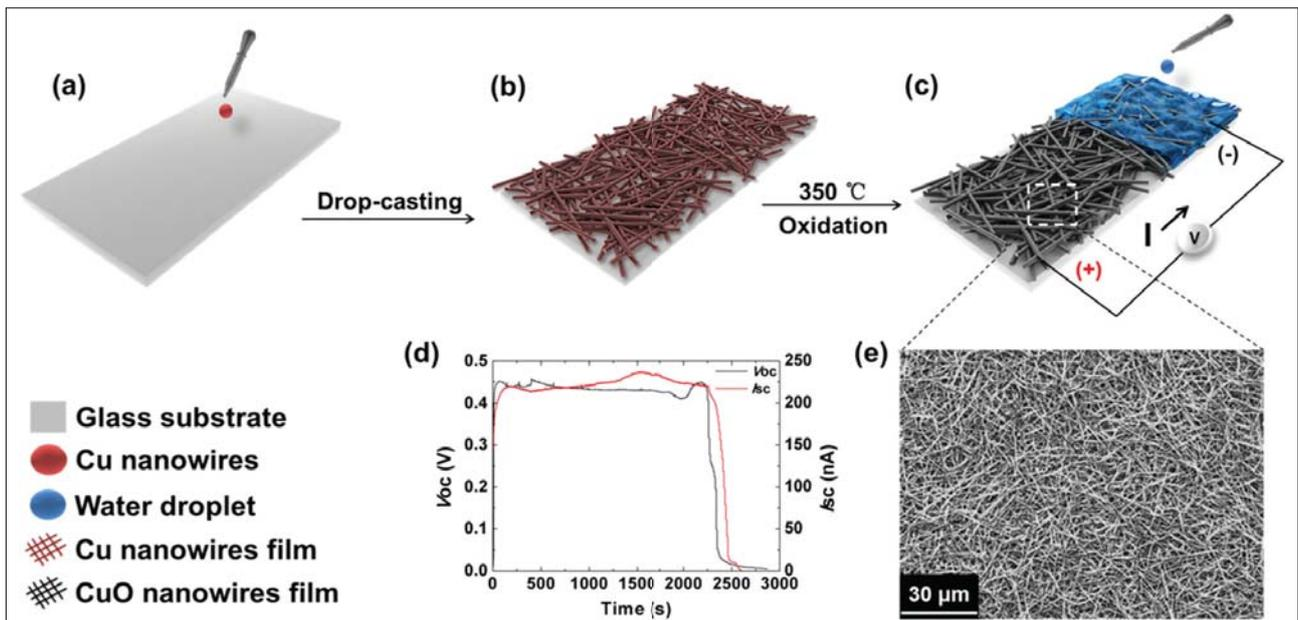 (a)
(b)
(c)
Drop-casting
350 ℃
Oxidation
(-)
I
V
(+)
Glass substrate
Cu nanowires
Water droplet
Cu nanowires film
CuO nanowires film
(d)
0.5
0.4
0.3
0.2
0.1
0.0
Voc (V)
250
200
150
100
50
0
Isc (nA)
Voc
Isc
0 500 1000 1500 2000 2500 3000
Time (s)
(e)
30 μm